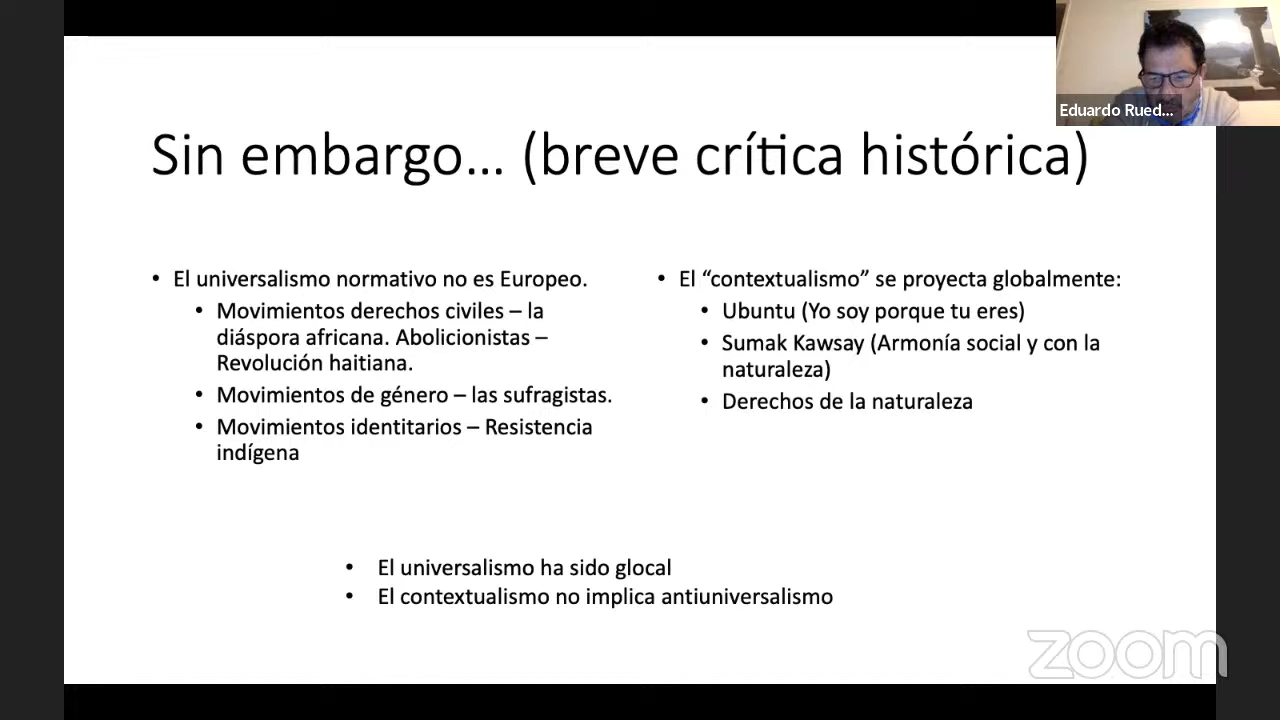 Eduardo Rued...
Sin embargo... (breve crítica histórica)
• El universalismo normativo no es Europeo.
• Movimientos derechos civiles – la
diáspora africana. Abolicionistas –
Revolución haitiana.
• Movimientos de género – las sufragistas.
• Movimientos identitarios – Resistencia
indígena
• El “contextualismo” se proyecta globalmente:
• Ubuntu (Yo soy porque tu eres)
• Sumak Kawsay (Armonía social y con la
naturaleza)
• Derechos de la naturaleza
• El universalismo ha sido glocal
• El contextualismo no implica antiuniversalismo
zoom